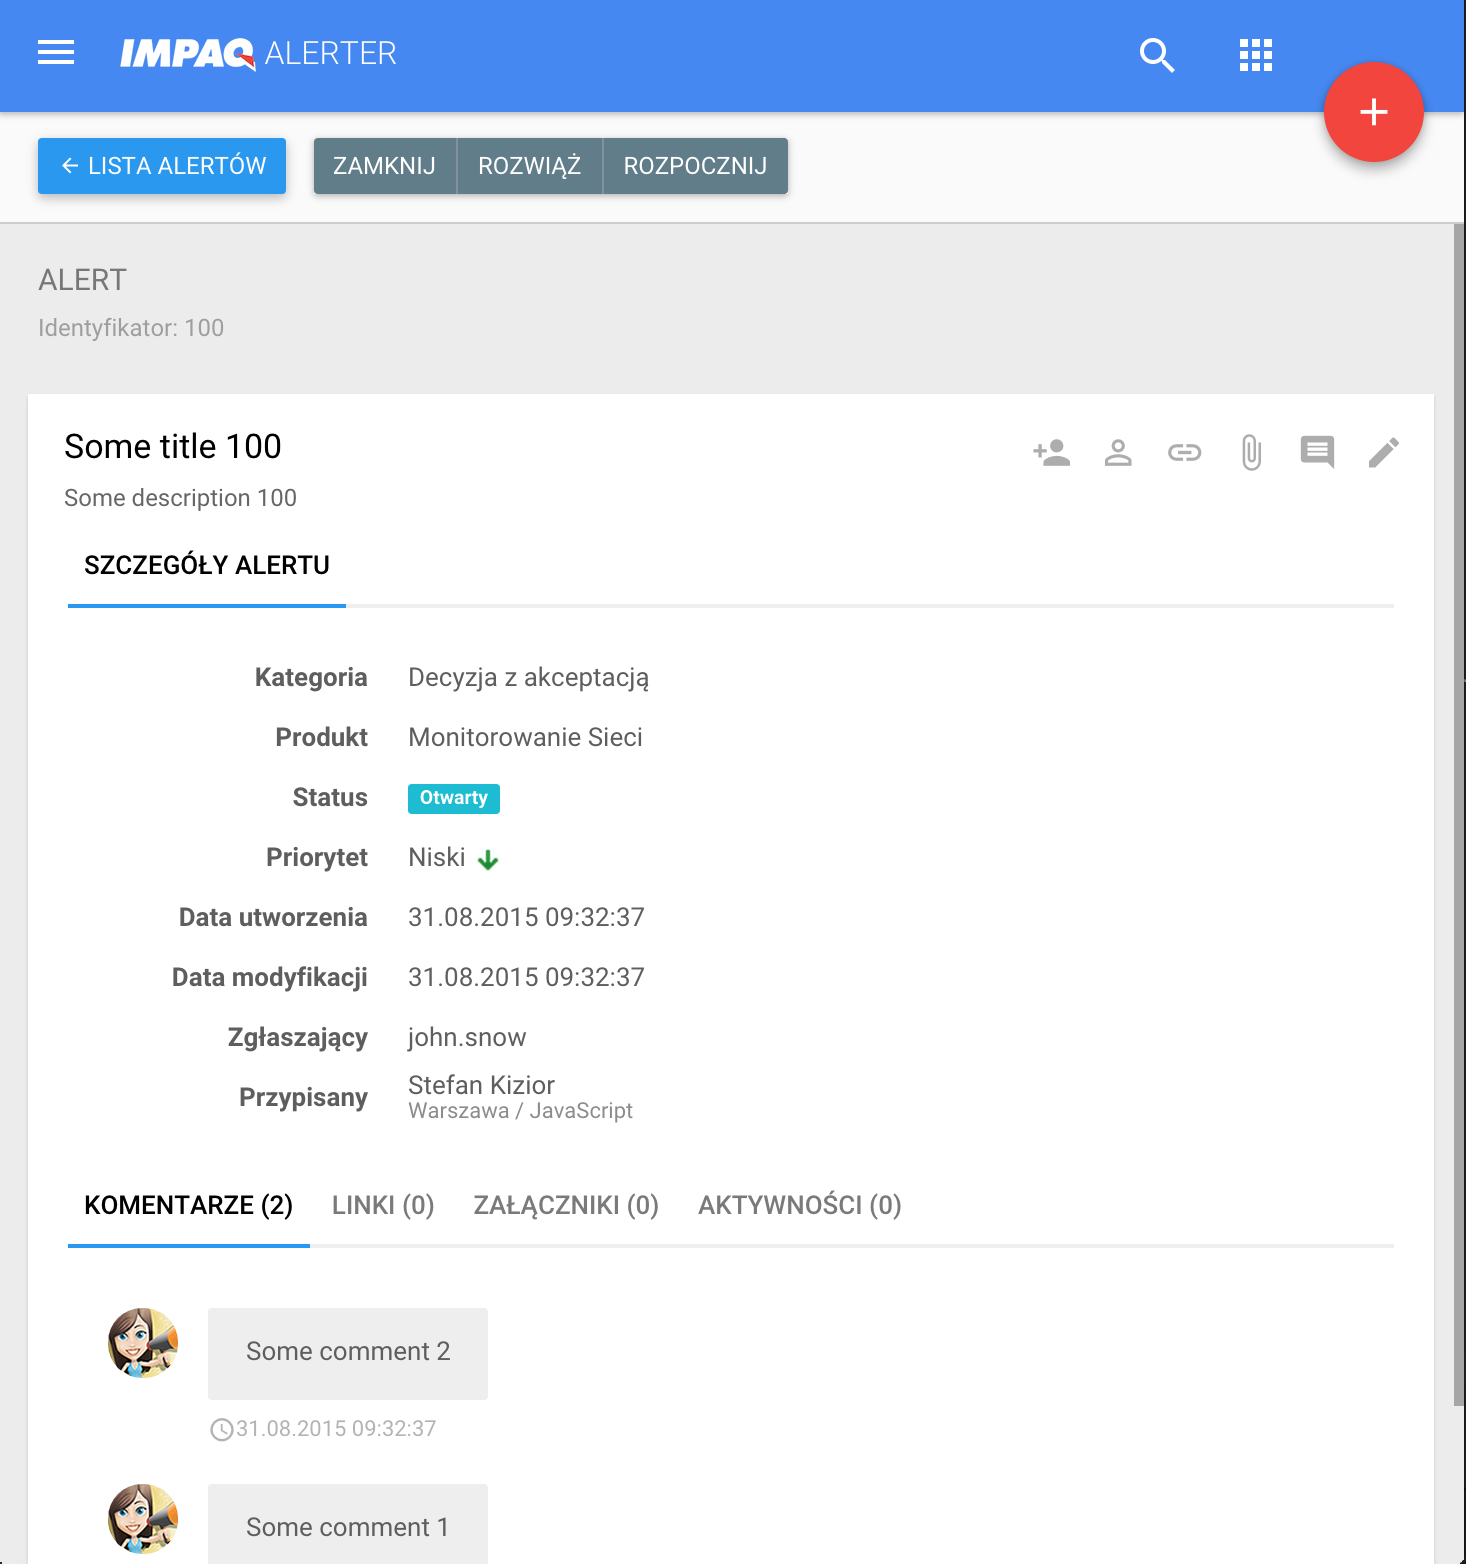 IMPAQ ALERTER
LISTA ALERTÓW
ZAMKNIJ ROZWIĄŻ ROZPOCZNIJ
ALERT
Identyfikator: 100
Some title 100
Some description 100
SZCZEGÓŁY ALERTU
Kategoria Decyzja z akceptacją
Produkt Monitorowanie Sieci
Status Otwarty
Priorytet Niski
Data utworzenia 31.08.2015 09:32:37
Data modyfikacji 31.08.2015 09:32:37
Zgłaszający john.snow
Przypisany Stefan Kizior
Warszawa / JavaScript
KOMENTARZE (2) LINKI (0) ZAŁĄCZNIKI (0) AKTYWNOŚCI (0)
Some comment 2
31.08.2015 09:32:37
Some comment 1